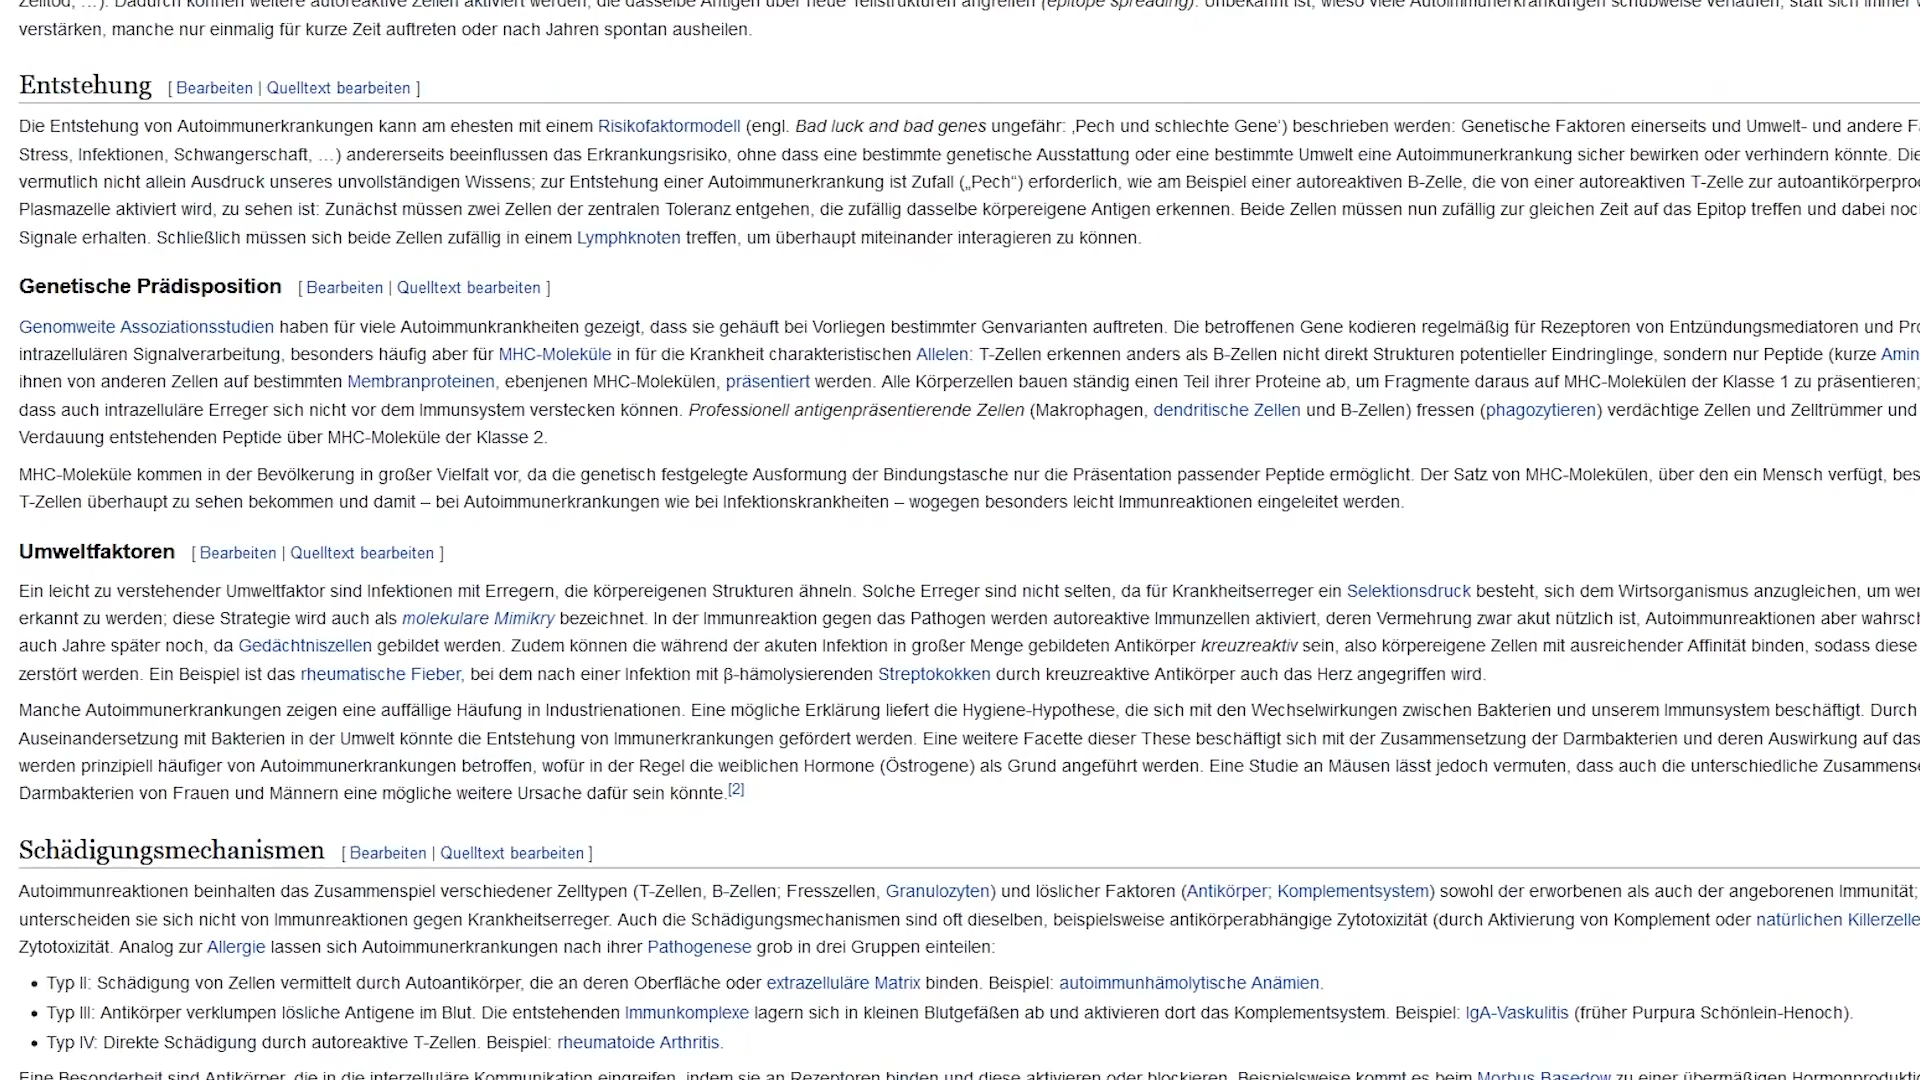 Zelltod, …). Dadurch können weitere autoreaktive Zellen aktiviert werden, die dasselbe Antigen über neue Teilstrukturen angreifen (epitope spreading). Unbekannt ist, wieso viele Autoimmunerkrankungen schubweise verlaufen, statt sich immer
verstärken, manche nur einmalig für kurze Zeit auftreten oder nach Jahren spontan ausheilen.
Entstehung [ Bearbeiten | Quelltext bearbeiten ]
Die Entstehung von Autoimmunerkrankungen kann am ehesten mit einem Risikofaktormodell (engl. Bad luck and bad genes ungefähr: ‚Pech und schlechte Gene‘) beschrieben werden: Genetische Faktoren einerseits und Umwelt- und andere
Stress, Infektionen, Schwangerschaft, …) andererseits beeinflussen das Erkrankungsrisiko, ohne dass eine bestimmte genetische Ausstattung oder eine bestimmte Umwelt eine Autoimmunerkrankung sicher bewirken oder verhindern könnte. Die
vermutlich nicht allein Ausdruck unseres unvollständigen Wissens; zur Entstehung einer Autoimmunerkrankung ist Zufall („Pech“) erforderlich, wie am Beispiel einer autoreaktiven B-Zelle, die von einer autoreaktiven T-Zelle zur
Plasmazelle aktiviert wird, zu sehen ist: Zunächst müssen zwei Zellen der zentralen Toleranz entgehen, die zufällig dasselbe körpereigene Antigen erkennen. Beide Zellen müssen nun zufällig zur gleichen Zeit auf das Epitop treffen und dabei
Signale erhalten. Schließlich müssen sich beide Zellen zufällig in einem Lymphknoten treffen, um überhaupt miteinander interagieren zu können.
Genetische Prädisposition [ Bearbeiten | Quelltext bearbeiten ]
Genomweite Assoziationsstudien haben für viele Autoimmunkrankheiten gezeigt, dass sie gehäuft bei Vorliegen bestimmter Genvarianten auftreten. Die betroffenen Gene kodieren regelmäßig für Rezeptoren von Entzündungsmediatoren und
intrazellulären Signalverarbeitung, besonders häufig aber für MHC-Moleküle in für die Krankheit charakteristischen Allelen: T-Zellen erkennen anders als B-Zellen nicht direkt Strukturen potentieller Eindringlinge, sondern nur Peptide (kurze
ihnen von anderen Zellen auf bestimmten Membranproteinen, ebenjenen MHC-Molekülen, präsentiert werden. Alle Körperzellen bauen ständig einen Teil ihrer Proteine ab, um Fragmente daraus auf MHC-Molekülen der Klasse 1 zu präsentieren;
dass auch intrazelluläre Erreger sich nicht vor dem Immunsystem verstecken können. Professionell antigenpräsentierende Zellen (Makrophagen, dendritische Zellen und B-Zellen) fressen (phagozytieren) verdächtige Zellen und Zelltrümmer und
Verdauung entstehenden Peptide über MHC-Moleküle der Klasse 2.
MHC-Moleküle kommen in der Bevölkerung in großer Vielfalt vor, da die genetisch festgelegte Ausformung der Bindungstasche nur die Präsentation passender Peptide ermöglicht. Der Satz von MHC-Molekülen, über den ein Mensch verfügt,
T-Zellen überhaupt zu sehen bekommen und damit – bei Autoimmunerkrankungen wie bei Infektionskrankheiten – wogegen besonders leicht Immunreaktionen eingeleitet werden.
Umweltfaktoren [ Bearbeiten | Quelltext bearbeiten ]
Ein leicht zu verstehender Umweltfaktor sind Infektionen mit Erregern, die körpereigenen Strukturen ähneln. Solche Erreger sind nicht selten, da für Krankheitserreger ein Selektionsdruck besteht, sich dem Wirtsorganismus anzugleichen, um
erkannt zu werden; diese Strategie wird auch als molekulare Mimikry bezeichnet. In der Immunreaktion gegen das Pathogen werden autoreaktive Immunzellen aktiviert, deren Vermehrung zwar akut nützlich ist, Autoimmunreaktionen aber
auch Jahre später noch, da Gedächtniszellen gebildet werden. Zudem können die während der akuten Infektion in großer Menge gebildeten Antikörper kreuzreaktiv sein, also körpereigene Zellen mit ausreichender Affinität binden, sodass diese
zerstört werden. Ein Beispiel ist das rheumatische Fieber, bei dem nach einer Infektion mit β-hämolysierenden Streptokokken durch kreuzreaktive Antikörper auch das Herz angegriffen wird.
Manche Autoimmunerkrankungen zeigen eine auffällige Häufung in Industrienationen. Eine mögliche Erklärung liefert die Hygiene-Hypothese, die sich mit den Wechselwirkungen zwischen Bakterien und unserem Immunsystem beschäftigt. Durch
Auseinandersetzung mit Bakterien in der Umwelt könnte die Entstehung von Immunerkrankungen gefördert werden. Eine weitere Facette dieser These beschäftigt sich mit der Zusammensetzung der Darmbakterien und deren Auswirkung auf das
werden prinzipiell häufiger von Autoimmunerkrankungen betroffen, wofür in der Regel die weiblichen Hormone (Östrogene) als Grund angeführt werden. Eine Studie an Mäusen lässt jedoch vermuten, dass auch die unterschiedliche
Darmbakterien von Frauen und Männern eine mögliche weitere Ursache dafür sein könnte.[2]
Schädigungsmechanismen [ Bearbeiten | Quelltext bearbeiten ]
Autoimmunreaktionen beinhalten das Zusammenspiel verschiedener Zelltypen (T-Zellen, B-Zellen; Fresszellen, Granulozyten) und löslicher Faktoren (Antikörper; Komplementsystem) sowohl der erworbenen als auch der angeborenen Immunität;
unterscheiden sie sich nicht von Immunreaktionen gegen Krankheitserreger. Auch die Schädigungsmechanismen sind oft dieselben, beispielsweise antikörperabhängige Zytotoxizität (durch Aktivierung von Komplement oder natürlichen
Zytotoxizität. Analog zur Allergie lassen sich Autoimmunerkrankungen nach ihrer Pathogenese grob in drei Gruppen einteilen:
• Typ II: Schädigung von Zellen vermittelt durch Autoantikörper, die an deren Oberfläche oder extrazelluläre Matrix binden. Beispiel: autoimmunhämolytische Anämien.
• Typ III: Antikörper verklumpen lösliche Antigene im Blut. Die entstehenden Immunkomplexe lagern sich in kleinen Blutgefäßen ab und aktivieren dort das Komplementsystem. Beispiel: IgA-Vaskulitis (früher Purpura Schönlein-Henoch).
• Typ IV: Direkte Schädigung durch autoreaktive T-Zellen. Beispiel: rheumatoide Arthritis.
Eine Besonderheit sind Antikörper, die in die interzelluläre Kommunikation eingreifen, indem sie an Rezeptoren binden und diese aktivieren oder blockieren. Beispielsweise kommt es beim Morbus Basedow zu einer übermäßigen